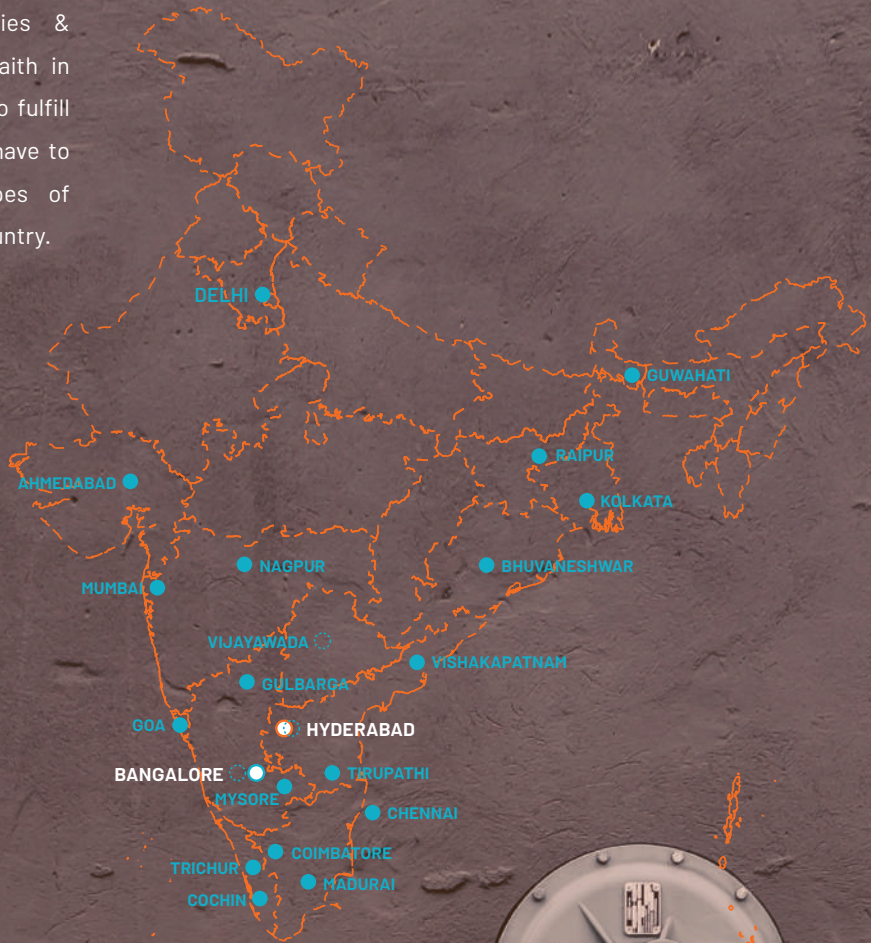 ies &
aith in
o fulfill
have to
pes of
untry.
DELHI
GUWAHATI
RAIPUR
AHMEDABAD
KOLKATA
NAGPUR
BHUVANESHWAR
MUMBAI
VIJAYAWADA
VISHAKAPATNAM
GULBARGA
GOA
HYDERABAD
BANGALORE
TIRUPATHI
MYSORE
CHENNAI
COIMBATORE
TRICHUR
MADURAI
COCHIN